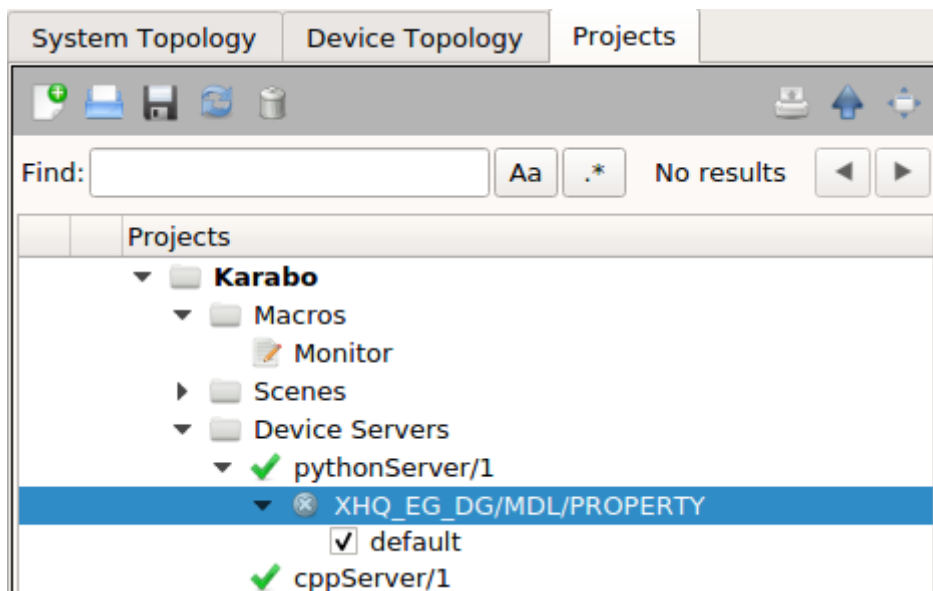 System Topology Device Topology Projects
Find: Aa .* No results
Projects
Karabo
Macros
Monitor
Scenes
Device Servers
pythonServer/1
XHQ_EG_DG/MDL/PROPERTY
default
cppServer/1